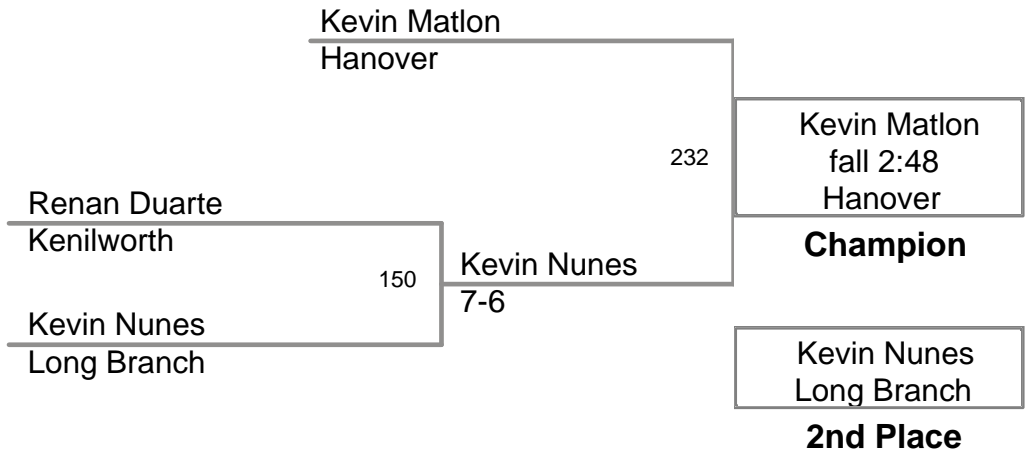 Kevin Matlon
Hanover
232
Kevin Matlon
fall 2:48
Hanover
Champion
Renan Duarte
Kenilworth
150
Kevin Nunes
7-6
Kevin Nunes
Long Branch
Kevin Nunes
Long Branch
2nd Place